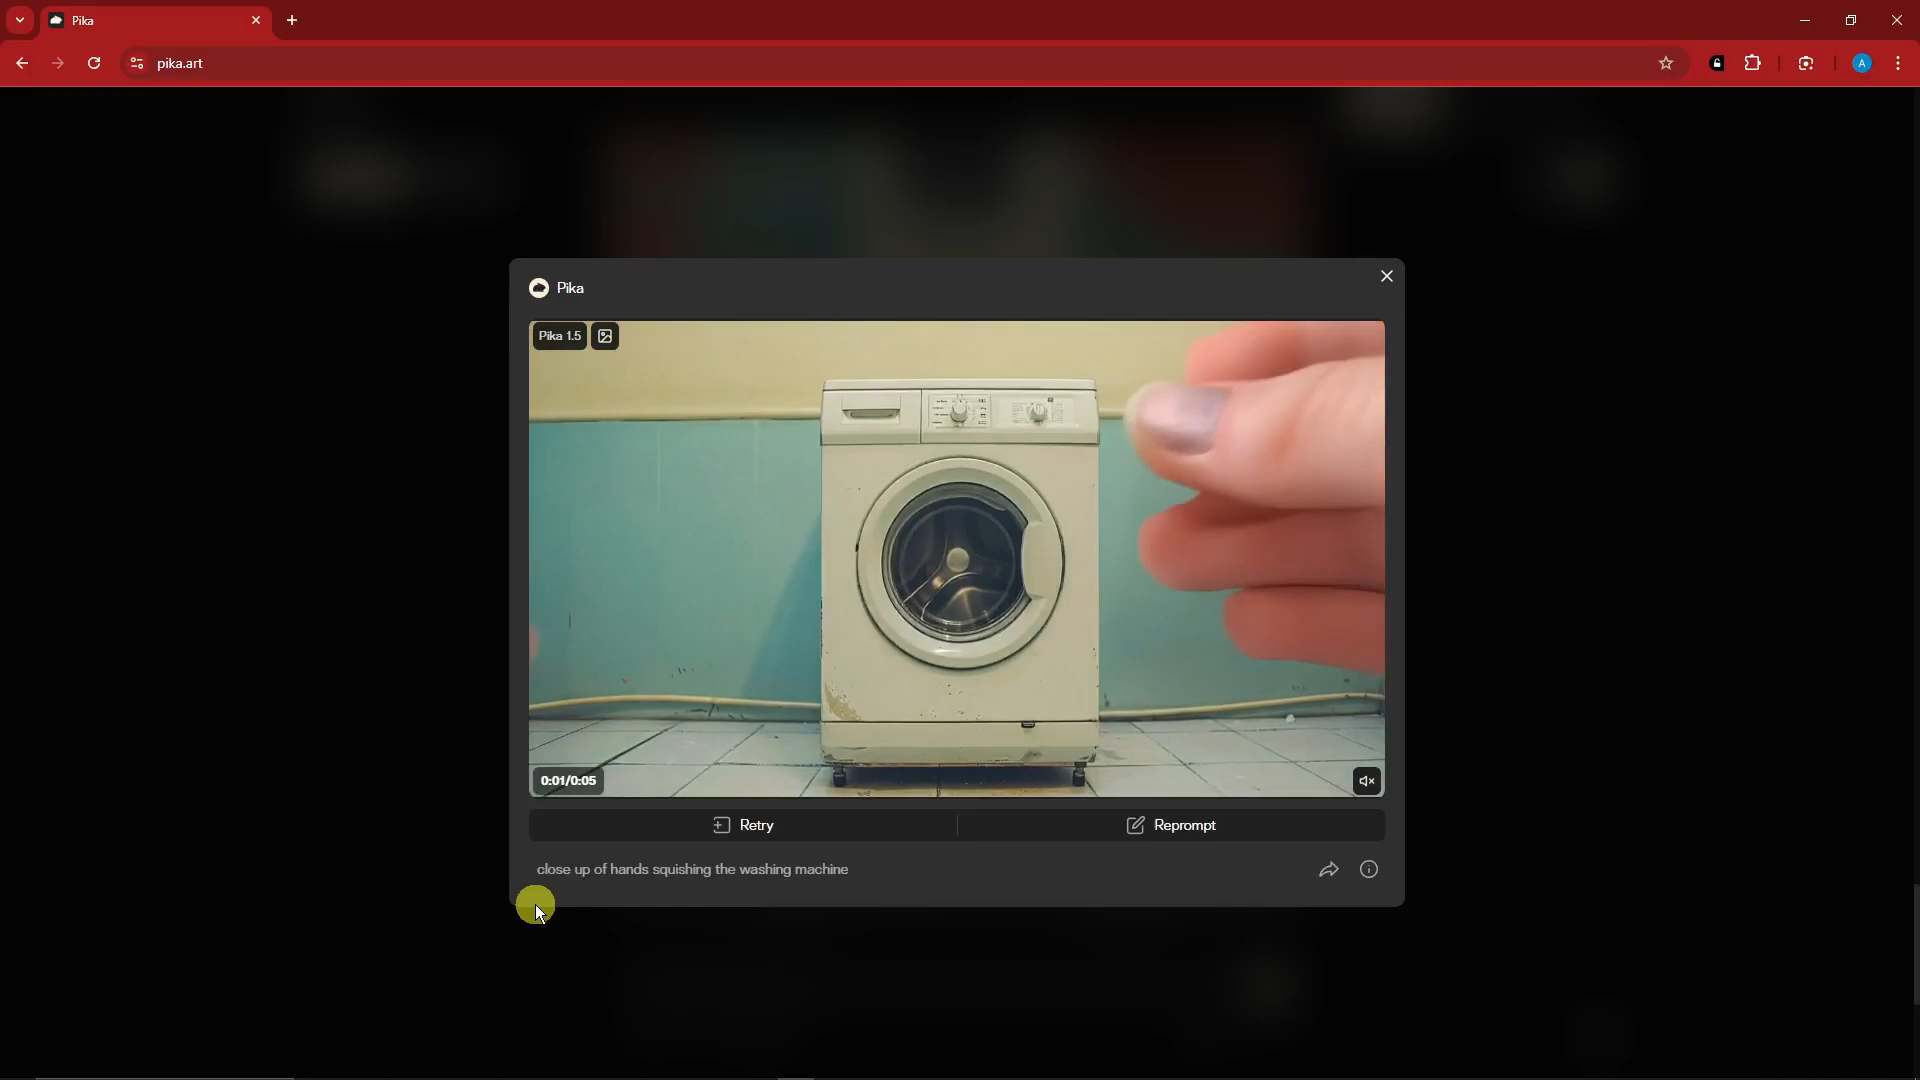 Pika
pika.art
A
Pika
Pika 1.5
0:01/0:05
Retry
Reprompt
close up of hands squishing the washing machine